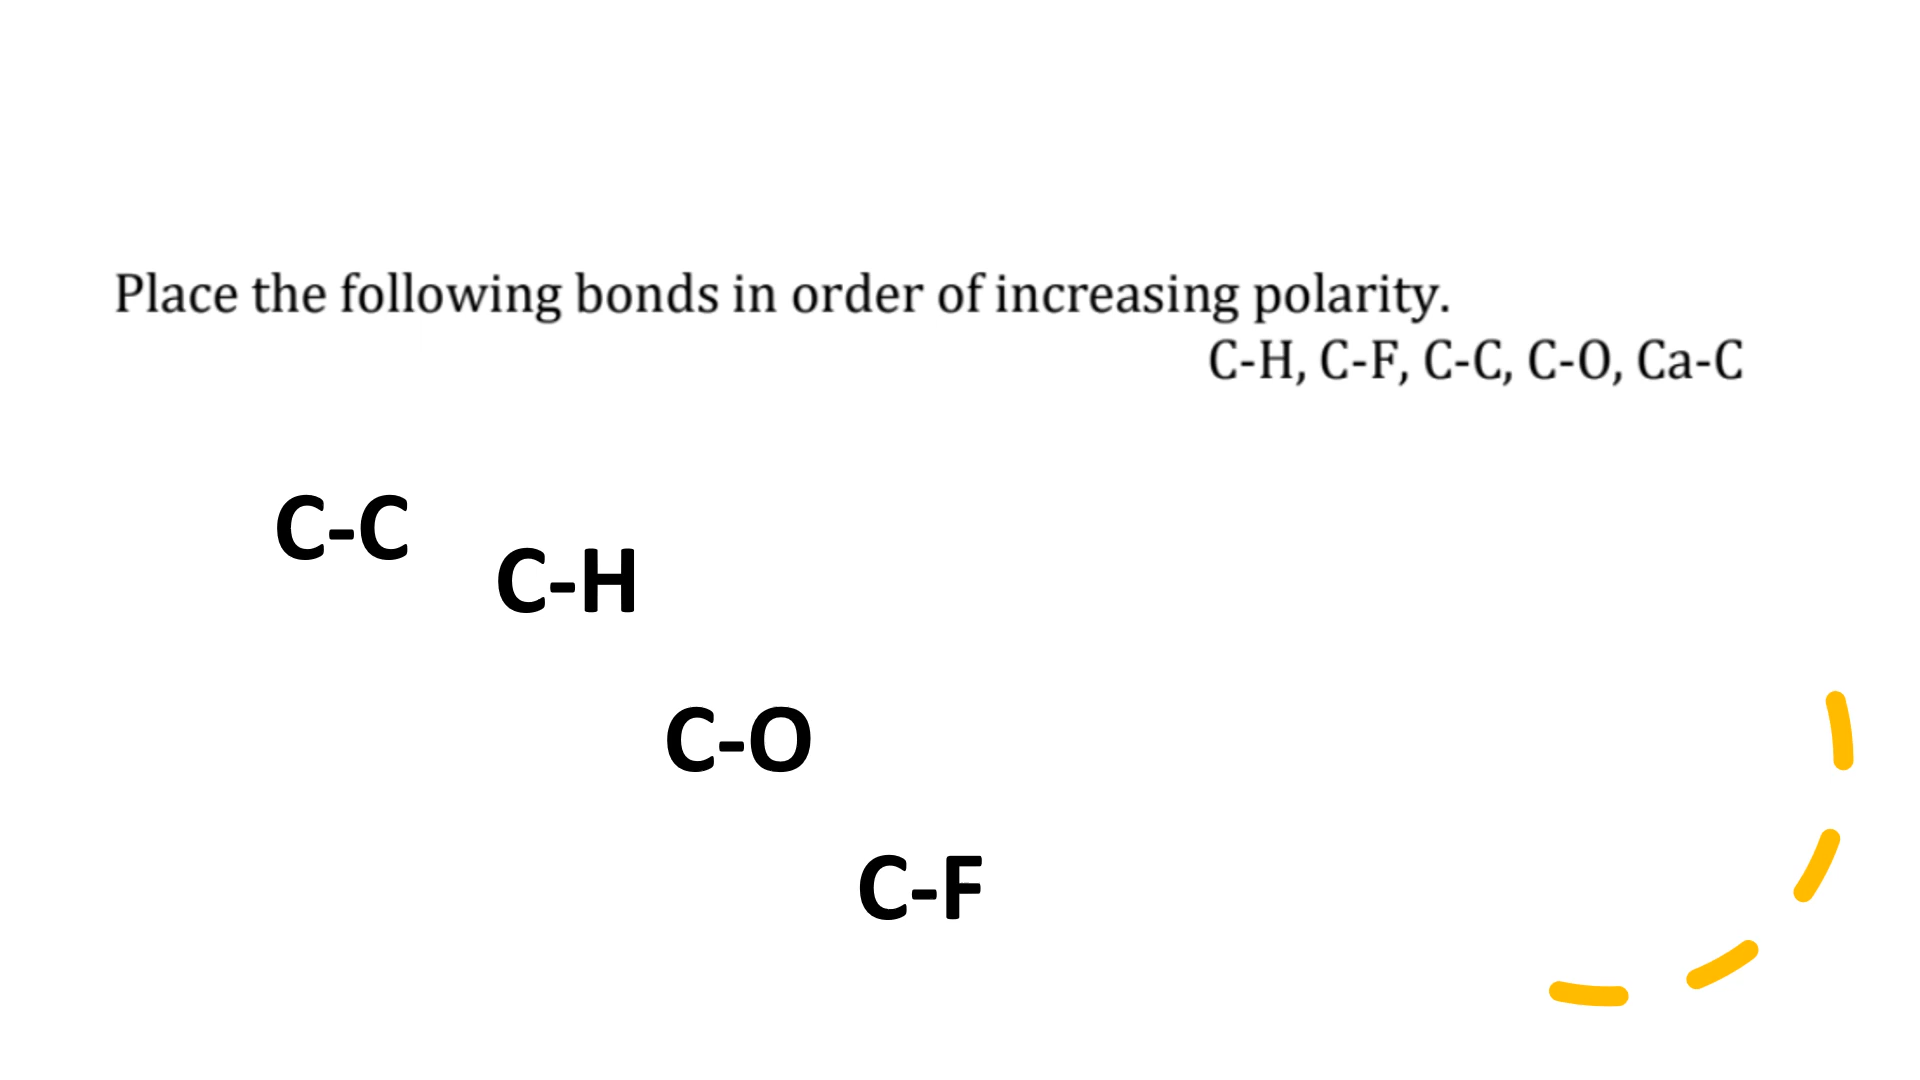 Place the following bonds in order of increasing polarity.
C-H, C-F, C-C, C-O, Ca-C
C-C
C-H
C-O
C-F